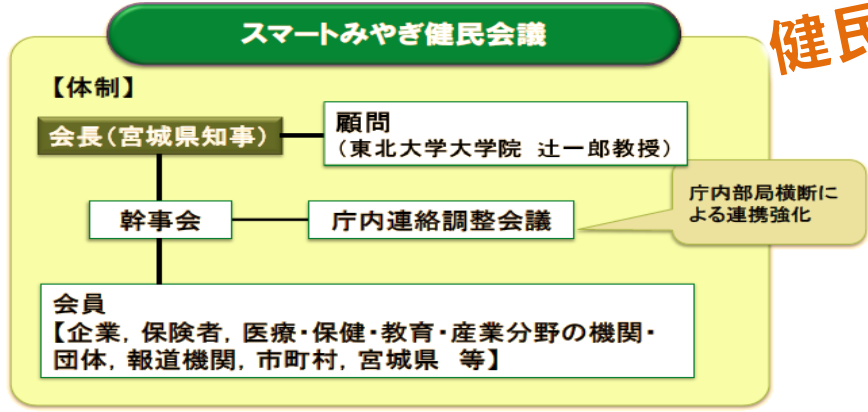 スマートみやぎ健民会議
健民
【体制】
会長(宮城県知事)
顧問
(東北大学大学院 辻一郎教授)
庁内部局横断に
よる連携強化
幹事会
庁内連絡調整会議
会員
【企業,保険者,医療・保健・教育・産業分野の機関・
団体,報道機関,市町村,宮城県 等】